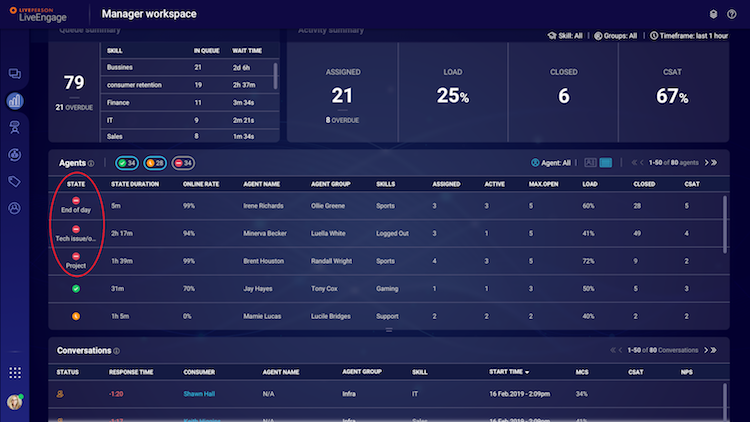 LIVEPERSON
LiveEngage
Manager workspace
Queue summary
Activity summary
Skill: All
Groups: All
Timeframe: last 1 hour
79
21 OVERDUE
SKILL IN QUEUE WAIT TIME
Bussines 21 2d 6h
consumer retention 19 2h 37m
Finance 11 3m 34s
IT 9 2m 21s
Sales 8 1m 34s
ASSIGNED LOAD CLOSED CSAT
21 25% 6 67%
8 OVERDUE
Agents 34 28 34 Agent: All 1-50 of 80 agents
STATE STATE DURATION ONLINE RATE AGENT NAME AGENT GROUP SKILLS ASSIGNED ACTIVE MAX.OPEN LOAD CLOSED CSAT
End of day 5m 99% Irene Richards Ollie Greene Sports 3 3 5 60% 28 5
Tech issue/o... 2h 17m 94% Minerva Becker Luella White Logged Out 3 1 5 41% 49 4
Project 1h 39m 99% Brent Houston Randall Wright Sports 4 3 5 72% 9 2
31m 70% Jay Hayes Tony Cox Gaming 1 1 3 50% 5 3
1h 5m 0% Mamie Lucas Lucile Bridges Support 2 2 2 40% 2 2
Conversations 1-50 of 80 Conversations
STATUS RESPONSE TIME CONSUMER AGENT NAME AGENT GROUP SKILL START TIME MCS CSAT NPS
-1:20 Shawn Hall N/A Infra IT 16 Feb.2019 - 2:09pm 34%
N/A Infra Sales 16 Feb.2019 - 2:09pm